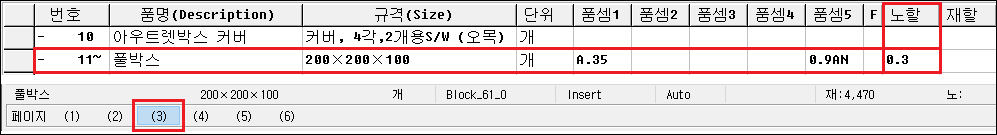 번호 품명(Description) 규격(Size) 단위 품셈1 품셈2 품셈3 품셈4 품셈5 F 노할 재할
- 10 아우트렛박스 커버 커버, 4각,2개용S/W (오목) 개
- 11~ 풀박스 200×200×100 개 A.35 0.9AN 0.3
풀박스 200×200×100 개 Block_61_0 Insert Auto 재:4,470 노:
페이지 (1) (2) (3) (4) (5) (6)